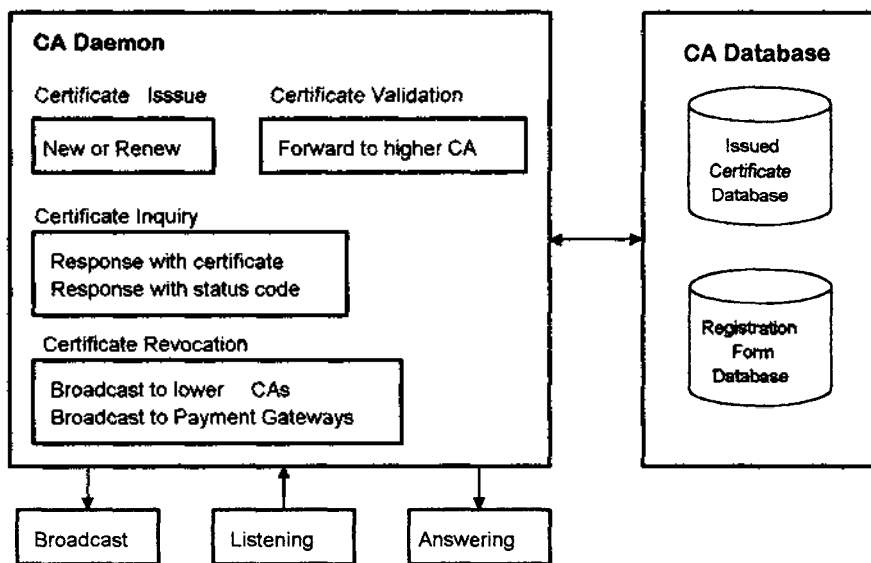 CA Daemon
Certificate Isssue
New or Renew
Certificate Validation
Forward to higher CA
Certificate Inquiry
Response with certificate
Response with status code
Certificate Revocation
Broadcast to lower CAs
Broadcast to Payment Gateways
CA Database
Issued
Certificate
Database
Registration
Form
Database
Broadcast
Listening
Answering